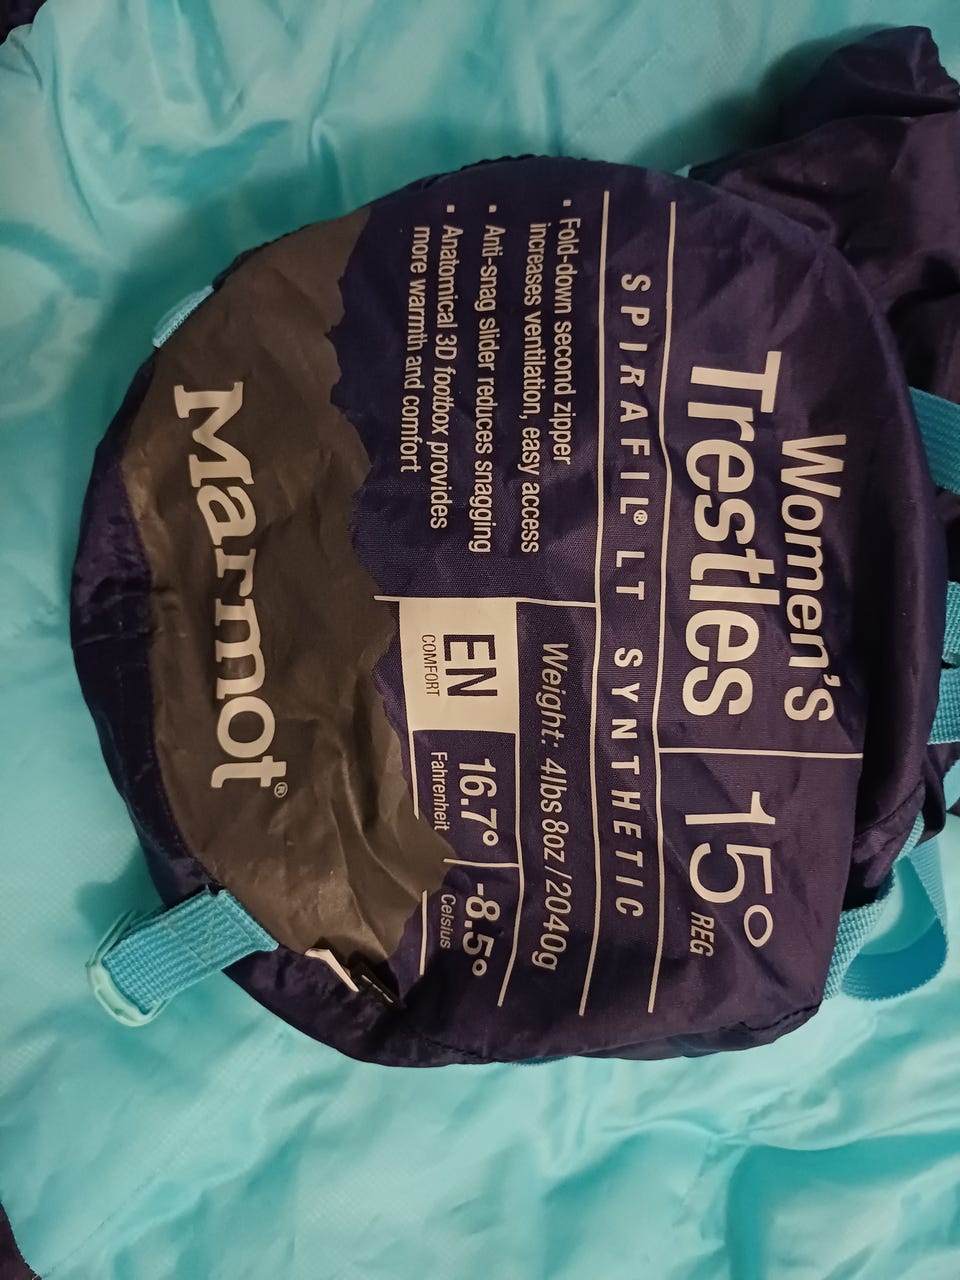 Women's
Trestles
15°
REG
SPIRAFIL® LT SYNTHETIC
▪ Fold-down second zipper
increases ventilation, easy access
▪ Anti-snag slider reduces snagging
▪ Anatomical 3D footbox provides
more warmth and comfort
Weight: 4lbs 8oz / 2040g
EN
COMFORT
16.7°
Fahrenheit
-8.5°
Celsius
Marmot®